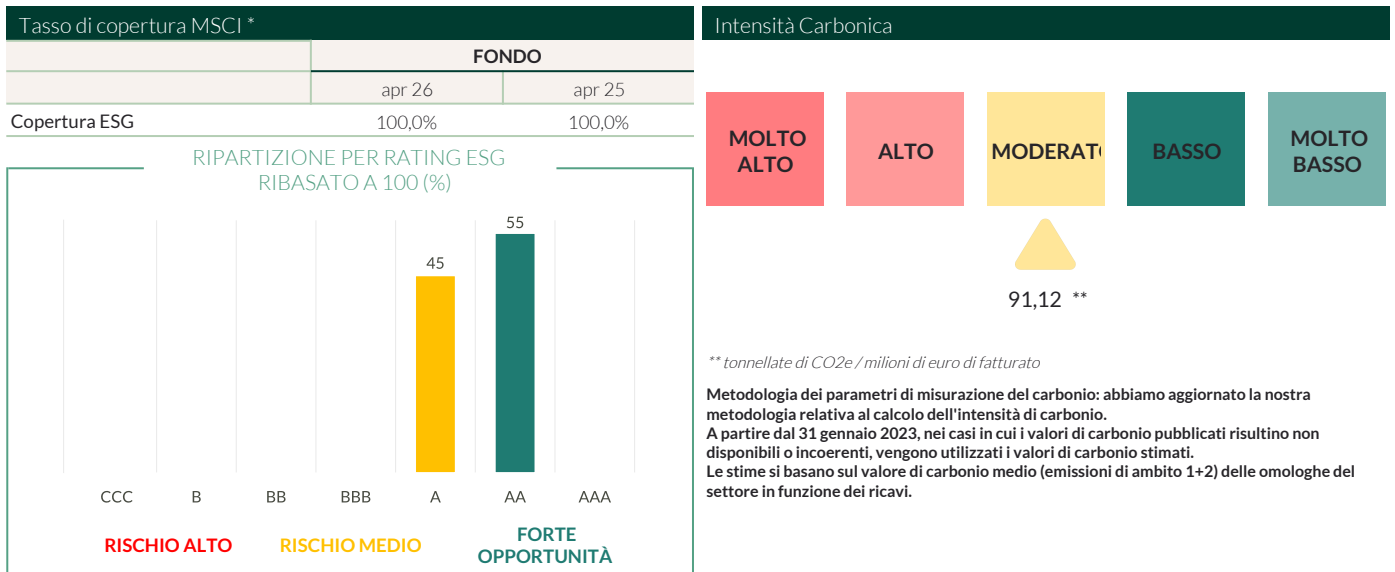 Tasso di copertura MSCI *
FONDO
apr 26 apr 25
Copertura ESG 100,0% 100,0%
RIPARTIZIONE PER RATING ESG
RIBASATO A 100 (%)
55
45
CCC B BB BBB A AA AAA
RISCHIO ALTO RISCHIO MEDIO FORTE
OPPORTUNITÀ
Intensità Carbonica
MOLTO
ALTO
ALTO
MODERATO
BASSO
MOLTO
BASSO
91,12 **
** tonnellate di CO2e / milioni di euro di fatturato
Metodologia dei parametri di misurazione del carbonio: abbiamo aggiornato la nostra
metodologia relativa al calcolo dell'intensità di carbonio.
A partire dal 31 gennaio 2023, nei casi in cui i valori di carbonio pubblicati risultino non
disponibili o incoerenti, vengono utilizzati i valori di carbonio stimati.
Le stime si basano sul valore di carbonio medio (emissioni di ambito 1+2) delle omologhe del
settore in funzione dei ricavi.